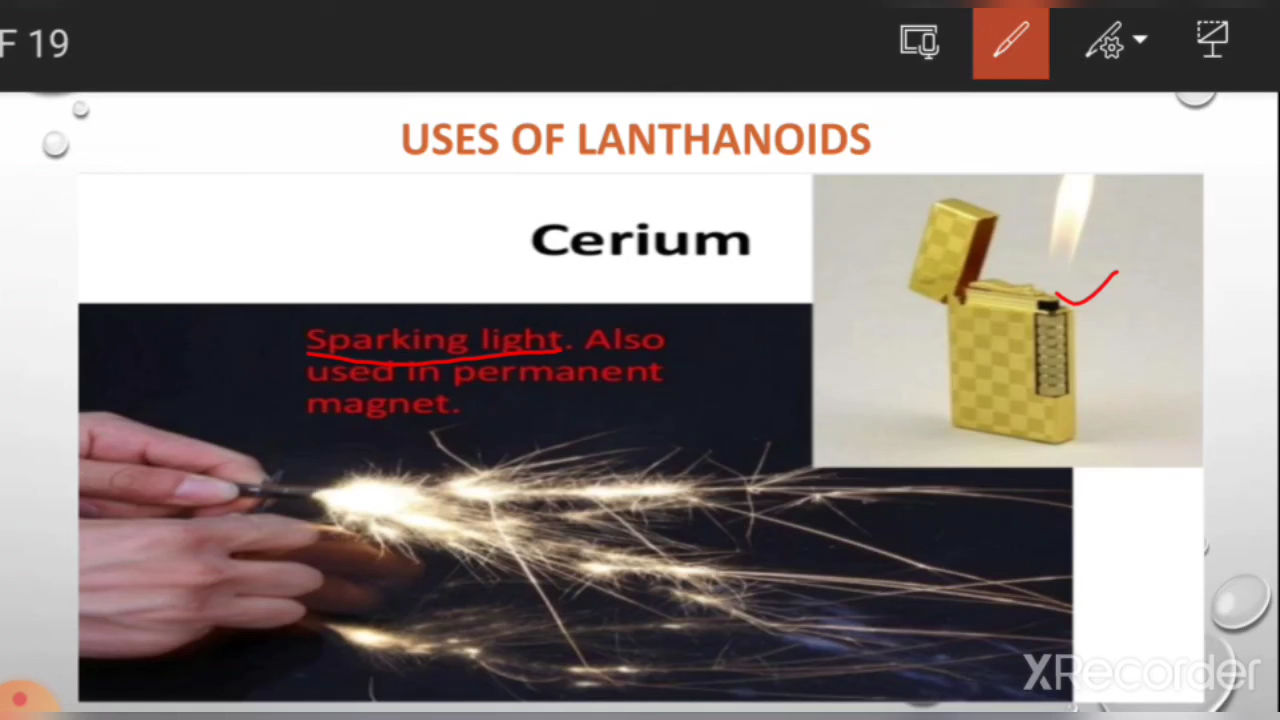 F 19
USES OF LANTHANOIDS
Cerium
Sparking light. Also
used in permanent
magnet.
XRecorder